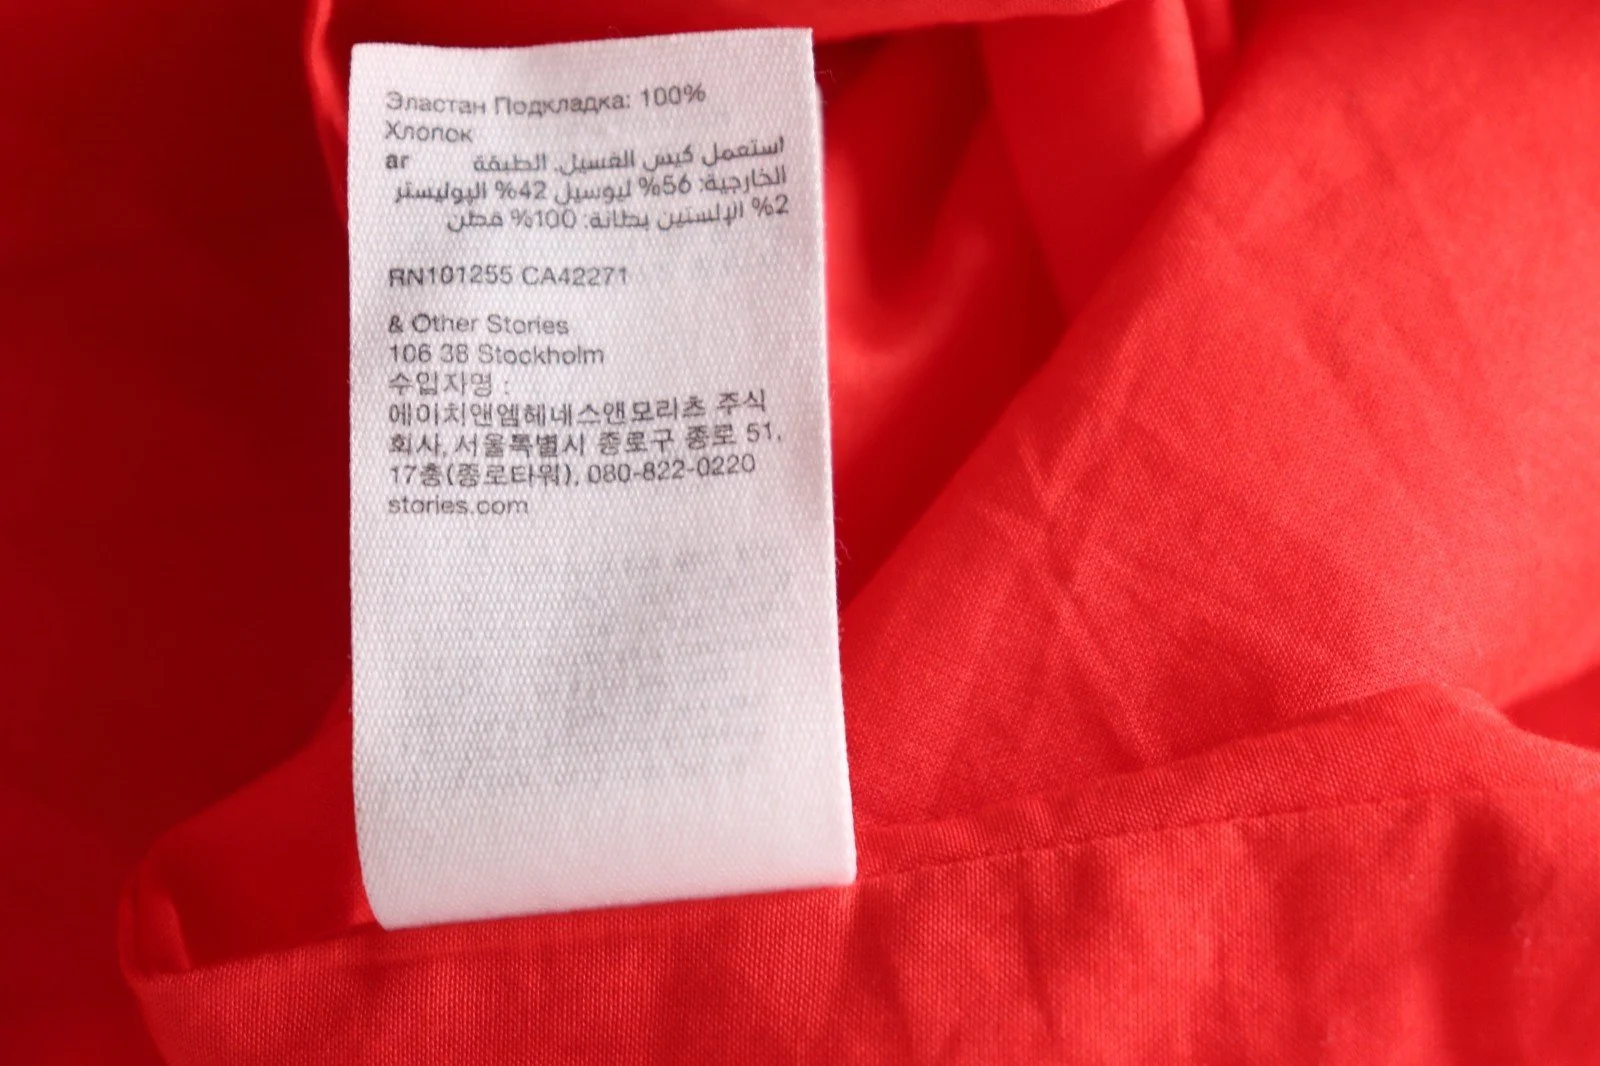 Эластан Подкладка: 100%
Хлопок
ar استعمل كيس الغسيل. الطبقة
الخارجية: 56% ليوسيل 42% البوليستر
2% الإلستين بطانة: 100% قطن
RN101255 CA42271
& Other Stories
106 38 Stockholm
수입자명 :
에이치앤엠헤네스앤모리츠 주식
회사, 서울특별시 종로구 종로 51,
17층(종로타워), 080-822-0220
stories.com